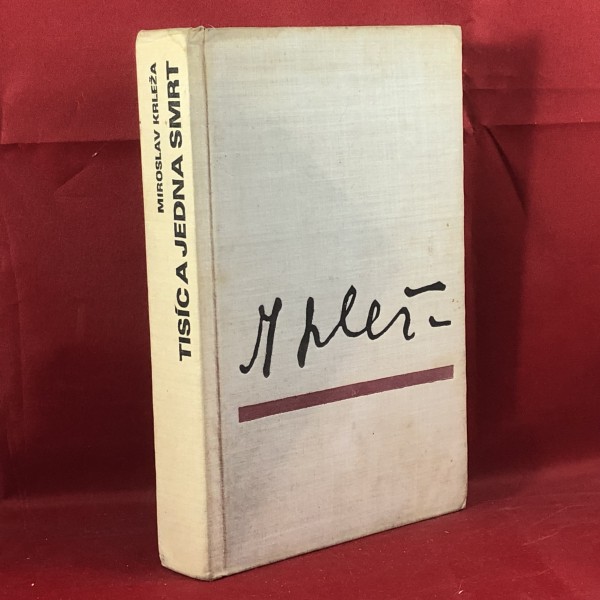 MIROSLAV KRLEŽA
TISÍC A JEDNA SMRT